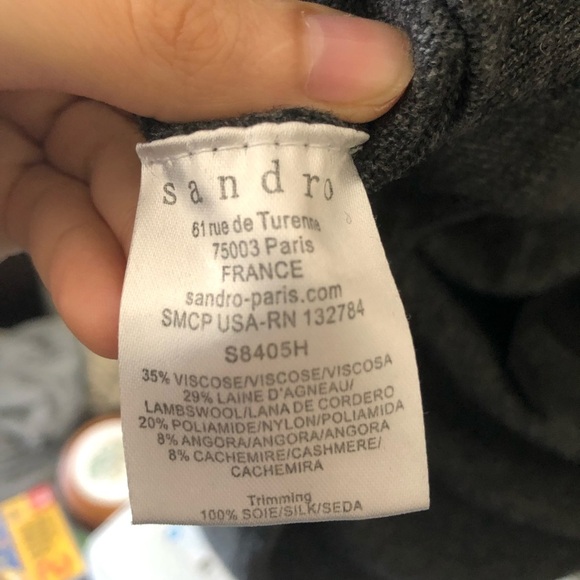 sandro
61 rue de Turenne
75003 Paris
FRANCE
sandro-paris.com
SMCP USA-RN 132784
S8405H
35% VISCOSE/VISCOSE/VISCOSA
29% LAINE D'AGNEAU/
LAMBSWOOL/LANA DE CORDERO
20% POLIAMIDE/NYLON/POLIAMIDA
8% ANGORA/ANGORA/ANGORA
8% CACHEMIRE/CASHMERE/
CACHEMIRA
Trimming
100% SOIE/SILK/SEDA